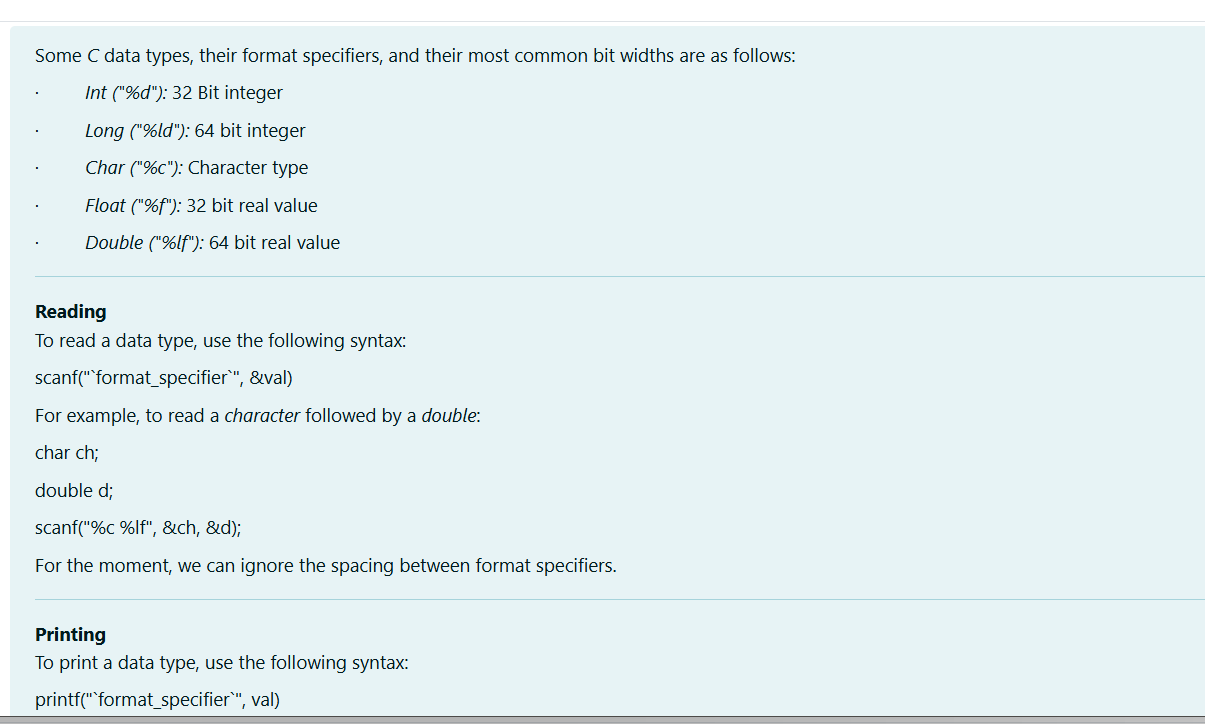 Some C data types, their format specifiers, and their most common bit widths are as follows:
· Int ("%d"): 32 Bit integer
· Long ("%ld"): 64 bit integer
· Char ("%c"): Character type
· Float ("%f"): 32 bit real value
· Double ("%lf"): 64 bit real value
Reading
To read a data type, use the following syntax:
scanf("`format_specifier`", &val)
For example, to read a character followed by a double:
char ch;
double d;
scanf("%c %lf", &ch, &d);
For the moment, we can ignore the spacing between format specifiers.
Printing
To print a data type, use the following syntax:
printf("`format_specifier`", val)